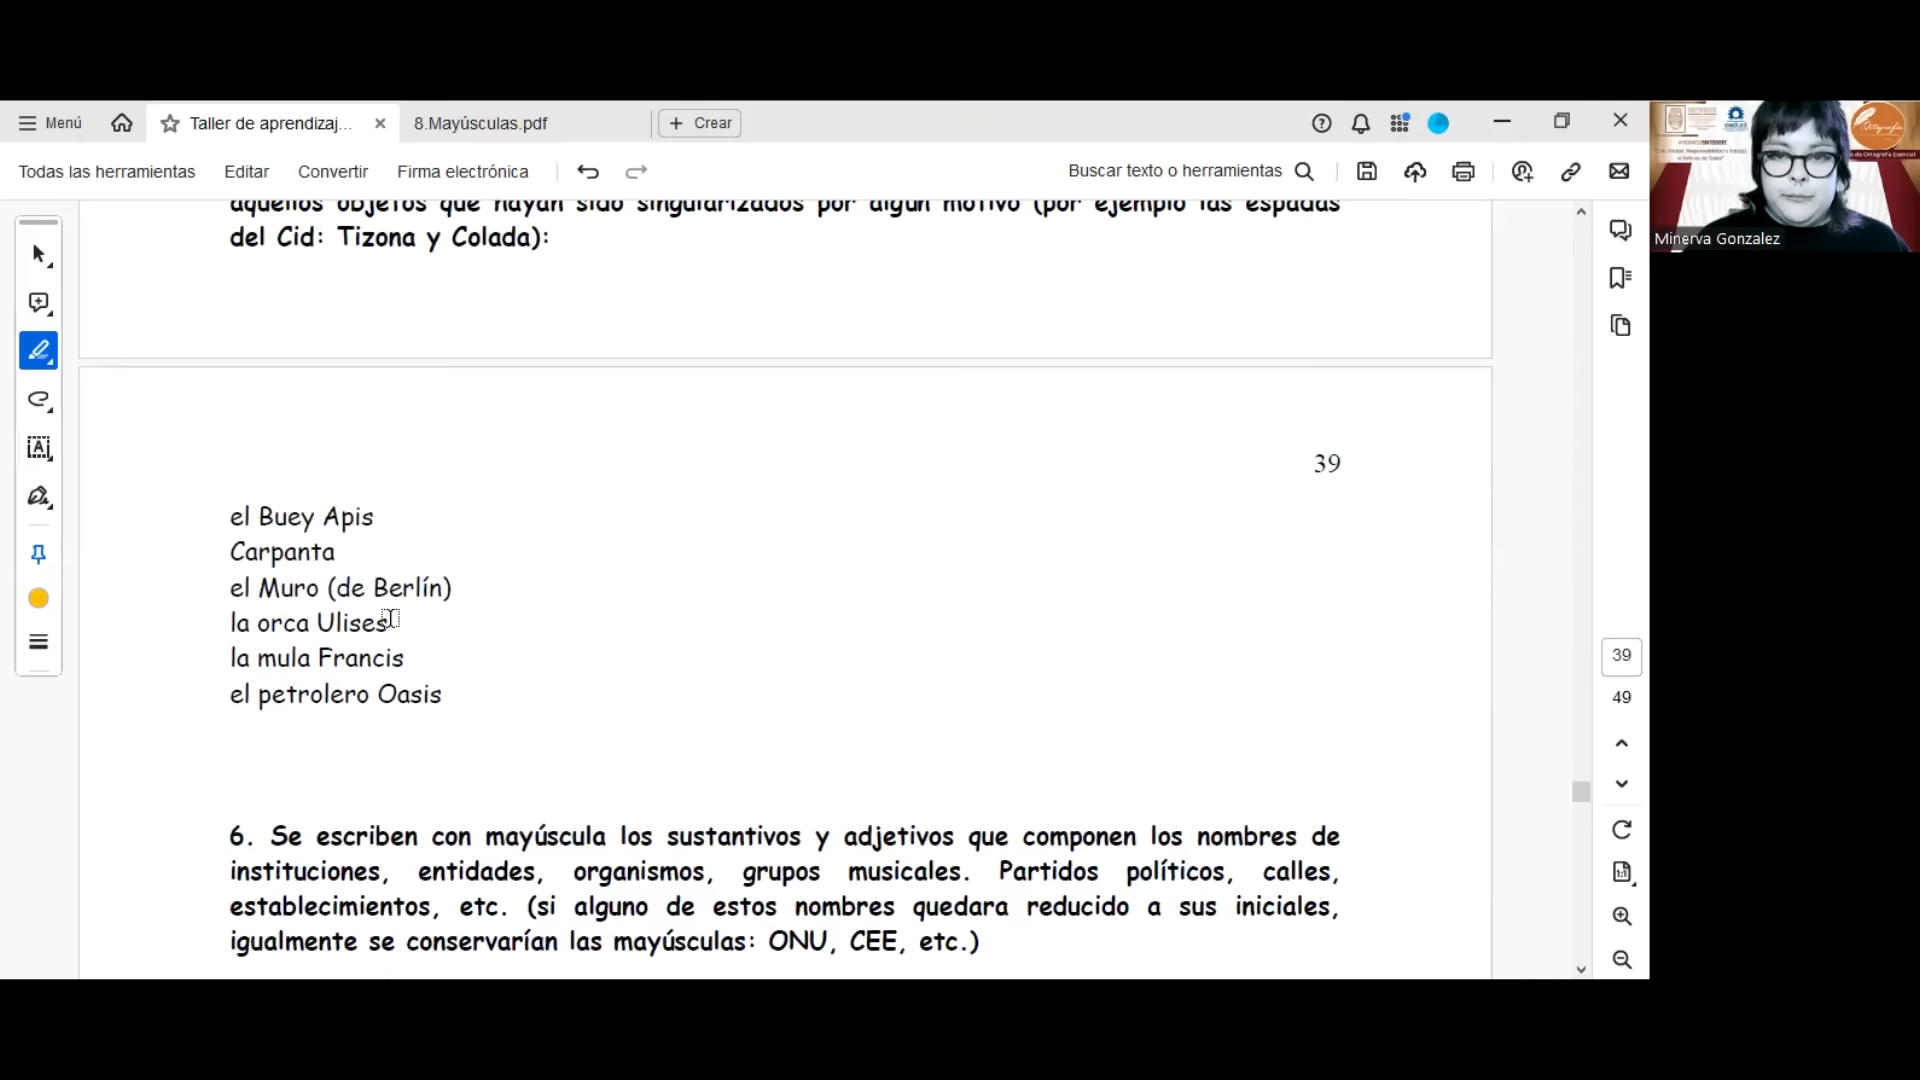 Menú
Taller de aprendizaj...
8.Mayúsculas.pdf
Crear
Todas las herramientas
Editar
Convertir
Firma electrónica
Buscar texto o herramientas
aquellos objetos que hayan sido singularizados por algún motivo (por ejemplo las espadas
del Cid: Tizona y Colada):
39
el Buey Apis
Carpanta
el Muro (de Berlín)
la orca Ulises
la mula Francis
el petrolero Oasis
6. Se escriben con mayúscula los sustantivos y adjetivos que componen los nombres de
instituciones, entidades, organismos, grupos musicales. Partidos políticos, calles,
establecimientos, etc. (si alguno de estos nombres quedara reducido a sus iniciales,
igualmente se conservarían las mayúsculas: ONU, CEE, etc.)
39
49
Ortografía
Minerva Gonzalez